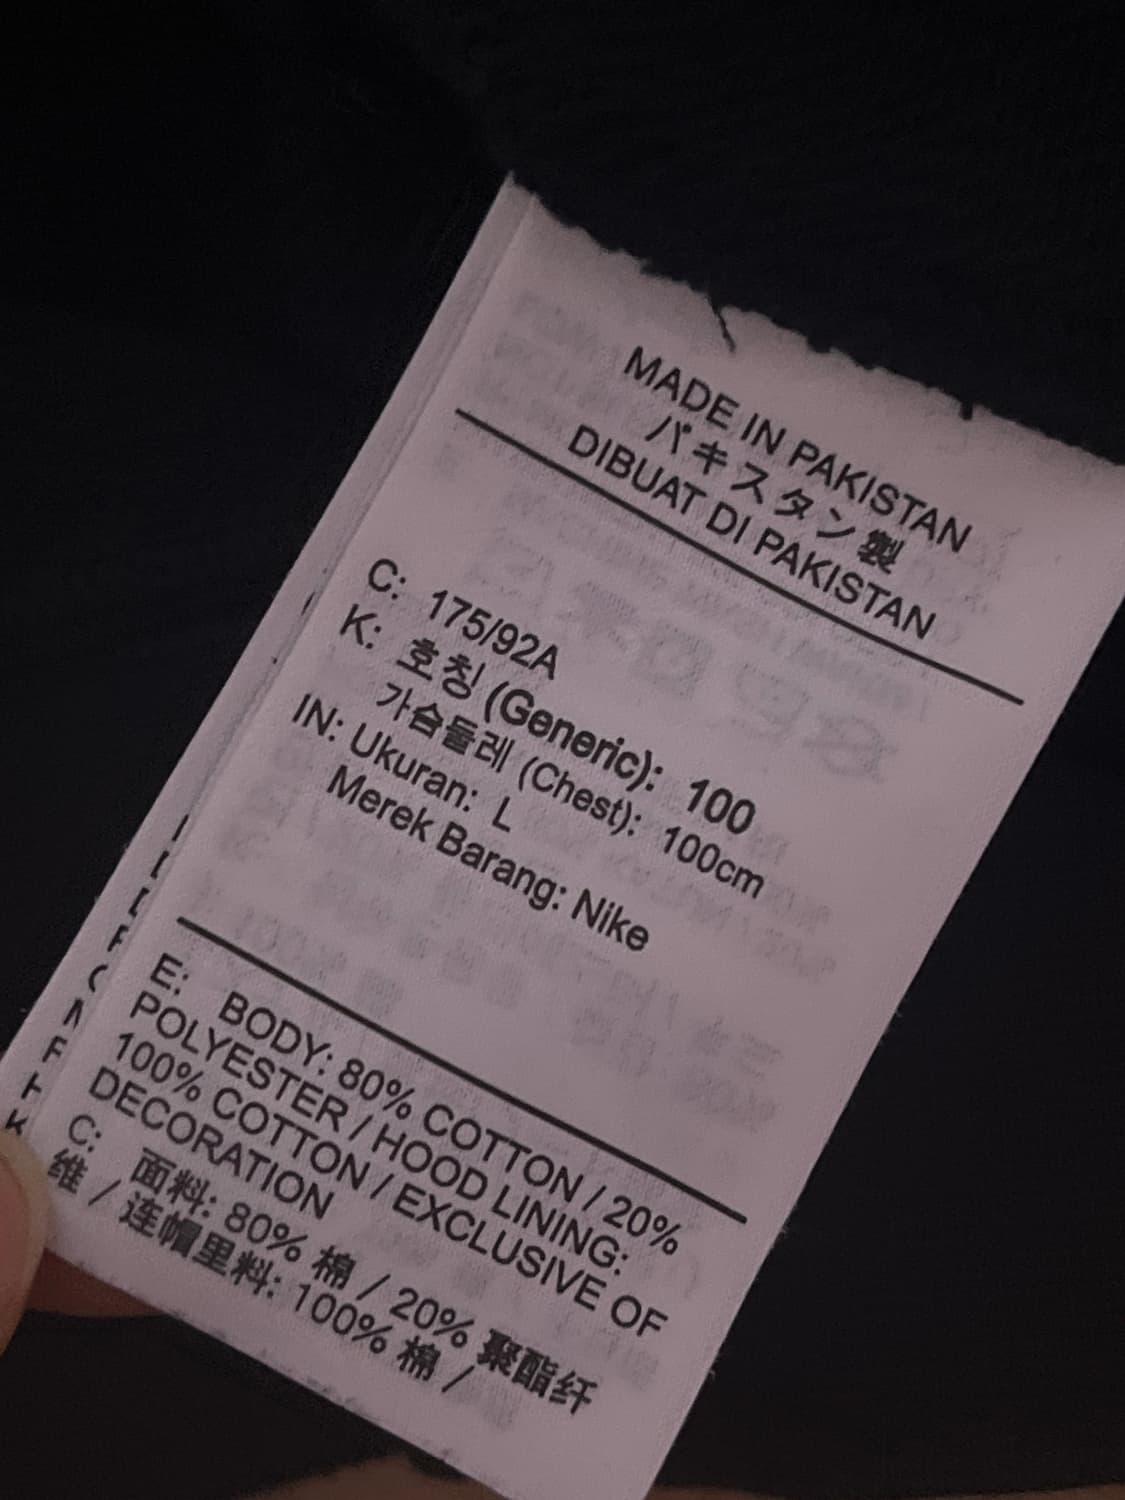 MADE IN PAKISTAN
パキスタン製
DIBUAT DI PAKISTAN
C: 175/92A
K: 호칭 (Generic): 100
가슴둘레 (Chest): 100cm
IN: Ukuran: L
Merek Barang: Nike
E: BODY: 80% COTTON / 20%
POLYESTER / HOOD LINING:
100% COTTON / EXCLUSIVE OF
DECORATION
C: 面料: 80% 棉 / 20% 聚酯纤
维 / 连帽里料: 100% 棉 /